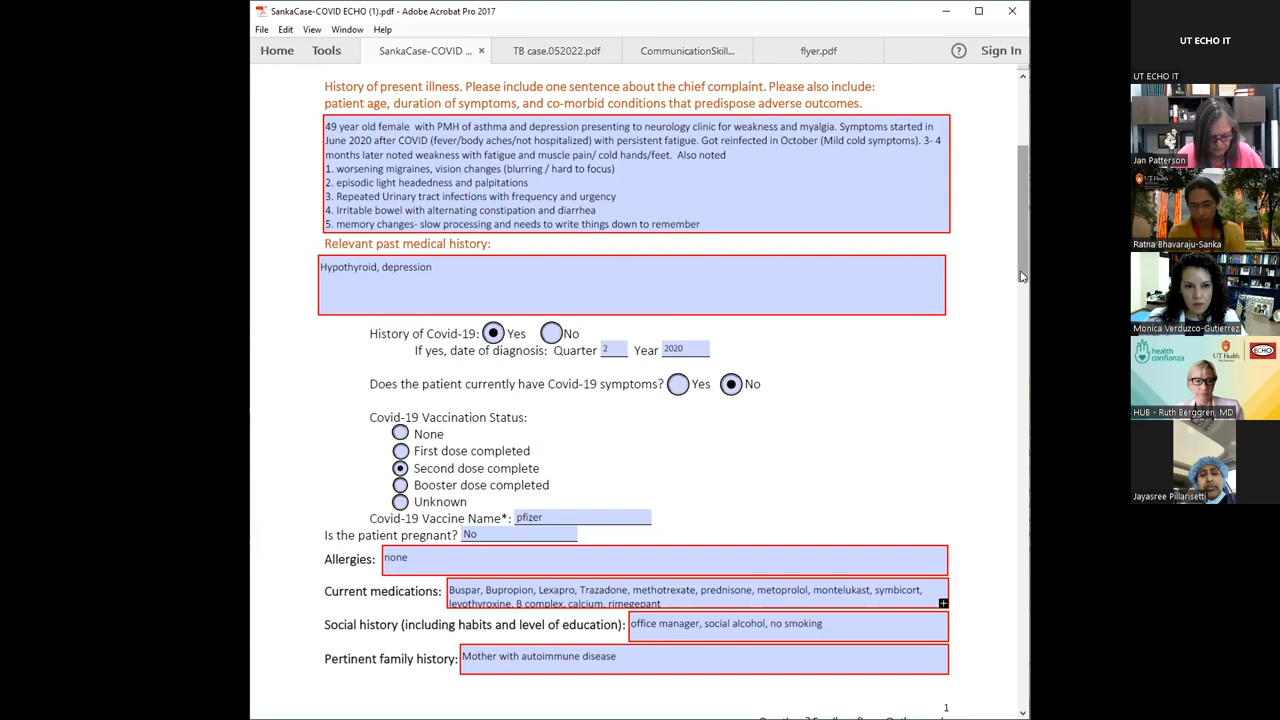 SankaCase-COVID ECHO (1).pdf - Adobe Acrobat Pro 2017
File Edit View Window Help
Home Tools SankaCase-COVID ... × TB case.052022.pdf CommunicationSkill... flyer.pdf ? Sign In
History of present illness. Please include one sentence about the chief complaint. Please also include:
patient age, duration of symptoms, and co-morbid conditions that predispose adverse outcomes.
49 year old female with PMH of asthma and depression presenting to neurology clinic for weakness and myalgia. Symptoms started in
June 2020 after COVID (fever/body aches/not hospitalized) with persistent fatigue. Got reinfected in October (Mild cold symptoms). 3- 4
months later noted weakness with fatigue and muscle pain/ cold hands/feet. Also noted
1. worsening migraines, vision changes (blurring / hard to focus)
2. episodic light headedness and palpitations
3. Repeated Urinary tract infections with frequency and urgency
4. Irritable bowel with alternating constipation and diarrhea
5. memory changes- slow processing and needs to write things down to remember
Relevant past medical history:
Hypothyroid, depression
History of Covid-19: Yes No
If yes, date of diagnosis: Quarter 2 Year 2020
Does the patient currently have Covid-19 symptoms? Yes No
Covid-19 Vaccination Status:
None
First dose completed
Second dose complete
Booster dose completed
Unknown
Covid-19 Vaccine Name*: pfizer
Is the patient pregnant? No
Allergies: none
Current medications: Buspar, Bupropion, Lexapro, Trazadone, methotrexate, prednisone, metoprolol, montelukast, symbicort,
levothyroxine, B complex, calcium, rimegepant
Social history (including habits and level of education): office manager, social alcohol, no smoking
Pertinent family history: Mother with autoimmune disease
1
UT ECHO IT
UT ECHO IT
Jan Patterson
Ratna Bhavaraju-Sanka
Monica Verduzco-Gutierrez
health
confianza
UT Health
ECHO
HUB - Ruth Berggren, MD
Jayasree Pillarisetti